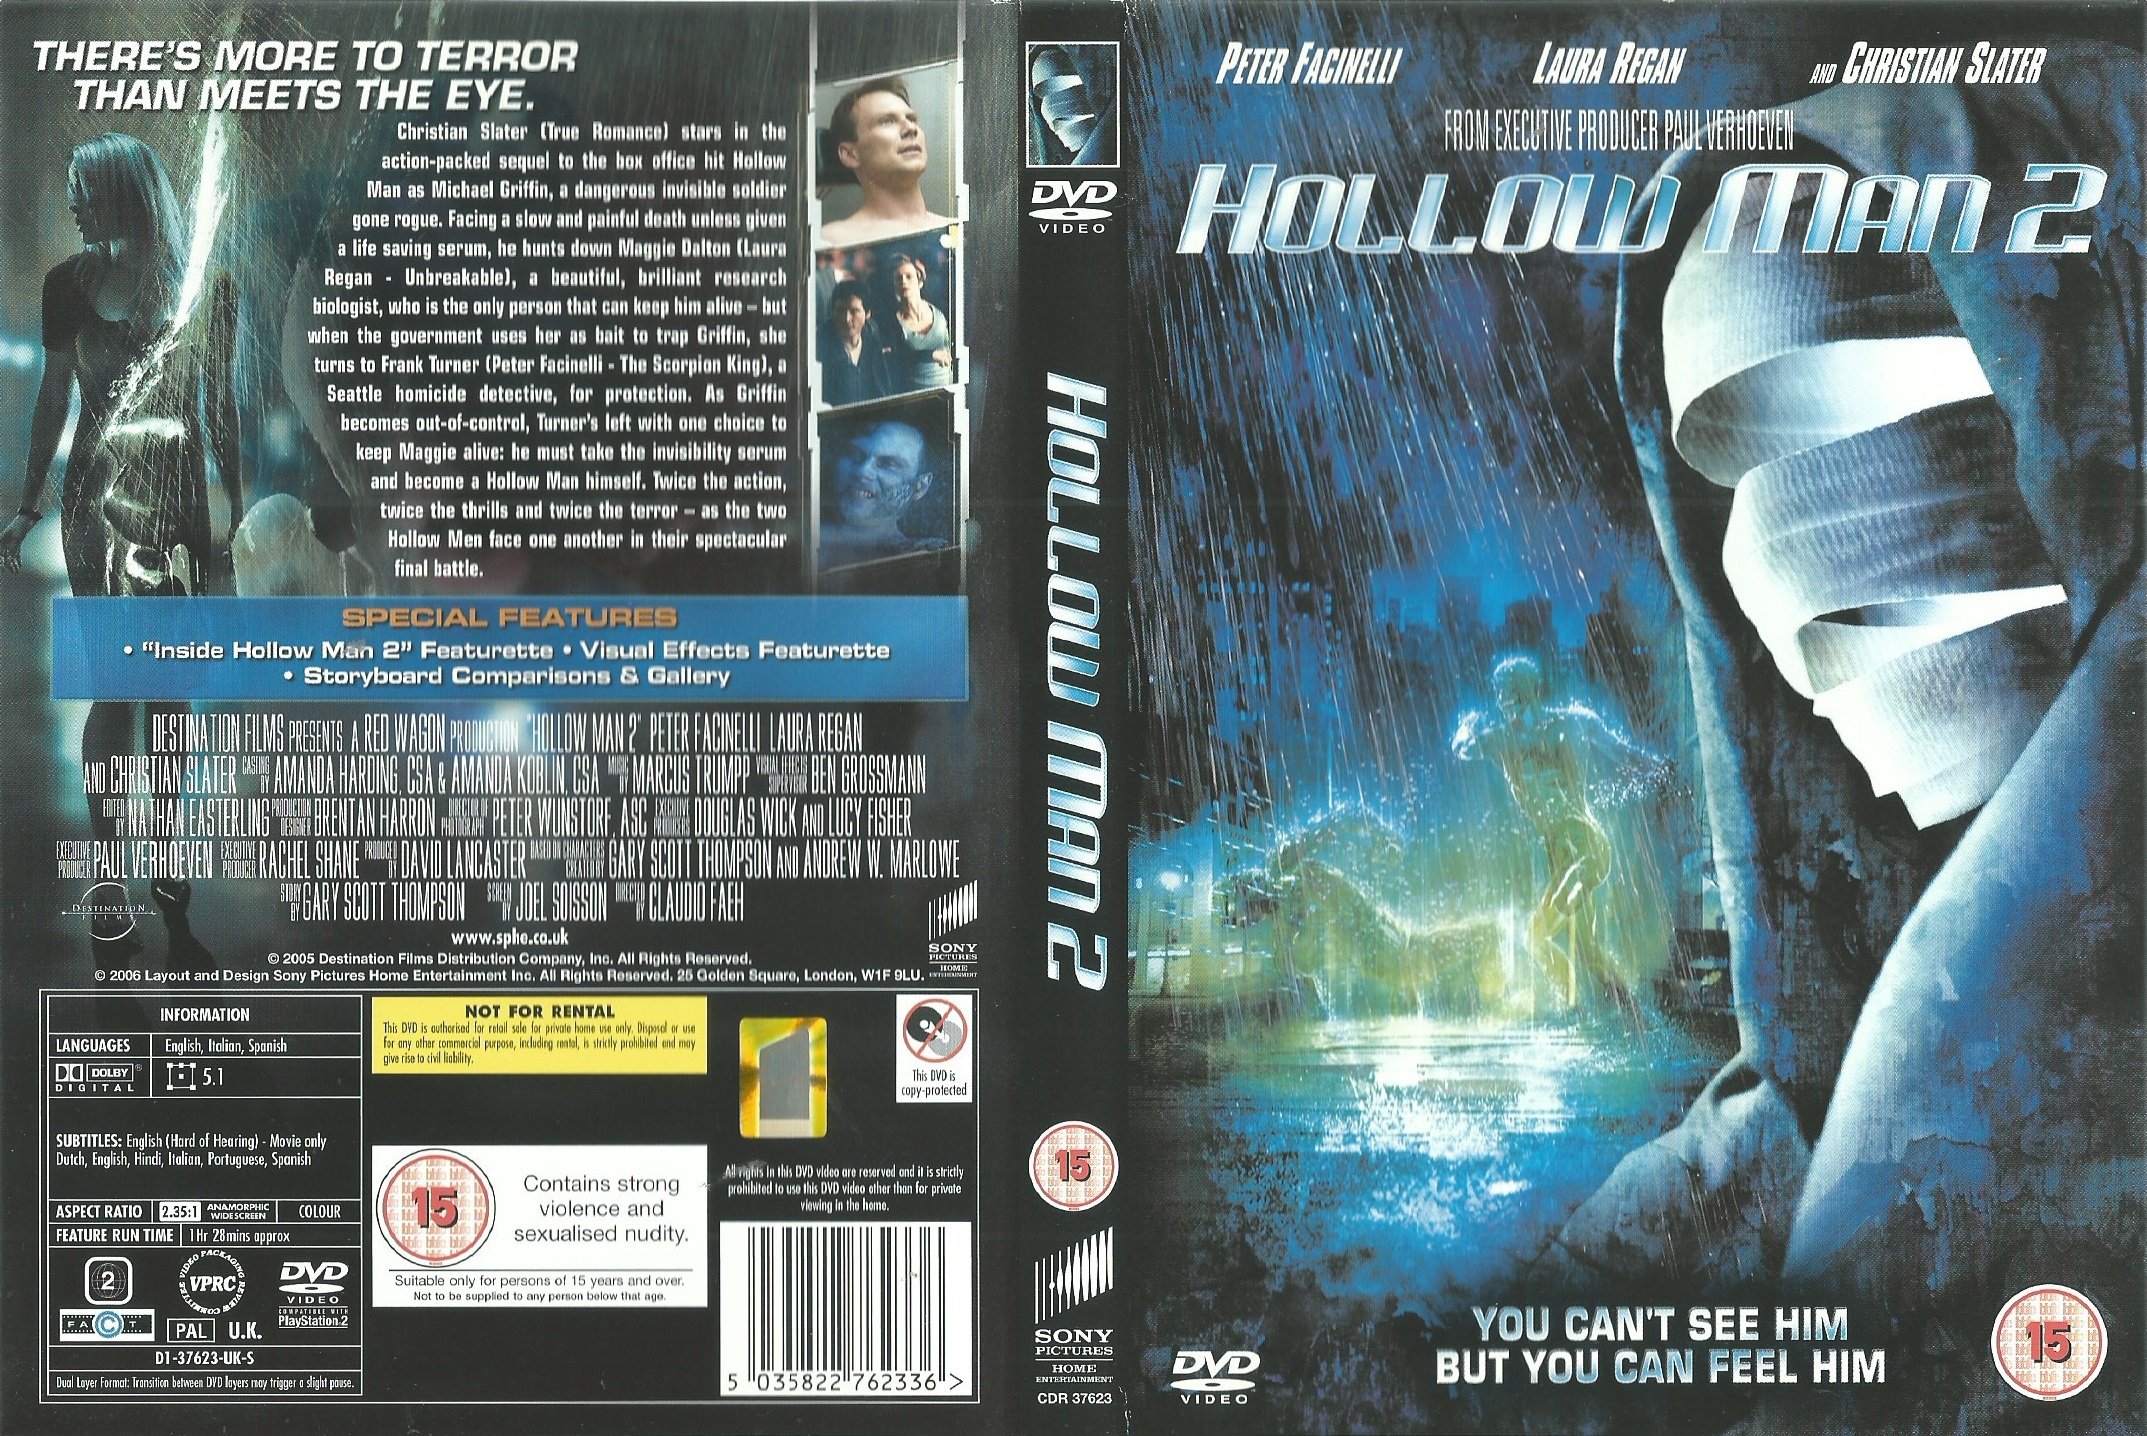 THERE'S MORE TO TERROR
THAN MEETS THE EYE.
Christian Slater (True Romance) stars in the
action-packed sequel to the box office hit Hollow
Man as Michael Griffin, a dangerous invisible soldier
gone rogue. Facing a slow and painful death unless given
a life saving serum, he hunts down Maggie Dalton (Laura
Regan - Unbreakable), a beautiful, brilliant research
biologist, who is the only person that can keep him alive – but
when the government uses her as bait to trap Griffin, she
turns to Frank Turner (Peter Facinelli - The Scorpion King), a
Seattle homicide detective, for protection. As Griffin
becomes out-of-control, Turner's left with one choice to
keep Maggie alive: he must take the invisibility serum
and become a Hollow Man himself. Twice the action,
twice the thrills and twice the terror – as the two
Hollow Men face one another in their spectacular
final battle.
SPECIAL FEATURES
• "Inside Hollow Man 2" Featurette • Visual Effects Featurette
• Storyboard Comparisons & Gallery
DESTINATION FILMS PRESENTS A RED WAGON PRODUCTION "HOLLOW MAN 2" PETER FACINELLI LAURA REGAN
AND CHRISTIAN SLATER CASTING BY AMANDA HARDING, CSA & AMANDA KOBLIN, CSA MUSIC BY MARCUS TRUMPP VISUAL EFFECTS SUPERVISOR BEN GROSSMANN
EDITED BY NATHAN EASTERLING PRODUCTION DESIGNER BRENTAN HARRON DIRECTOR OF PHOTOGRAPHY PETER WUNSTORF, ASC EXECUTIVE PRODUCERS DOUGLAS WICK AND LUCY FISHER
EXECUTIVE PRODUCER PAUL VERHOEVEN EXECUTIVE PRODUCER RACHEL SHANE PRODUCED BY DAVID LANCASTER BASED ON CHARACTERS CREATED BY GARY SCOTT THOMPSON AND ANDREW W. MARLOWE
STORY BY GARY SCOTT THOMPSON SCREEN BY JOEL SOISSON DIRECTED BY CLAUDIO FAEH
DESTINATION
FILMS
www.sphe.co.uk
© 2005 Destination Films Distribution Company, Inc. All Rights Reserved.
© 2006 Layout and Design Sony Pictures Home Entertainment Inc. All Rights Reserved. 25 Golden Square, London, W1F 9LU.
SONY
PICTURES
HOME
ENTERTAINMENT
INFORMATION
LANGUAGES English, Italian, Spanish
DOLBY
DIGITAL
5.1
SUBTITLES: English (Hard of Hearing) - Movie only
Dutch, English, Hindi, Italian, Portuguese, Spanish
ASPECT RATIO 2.35:1 ANAMORPHIC WIDESCREEN COLOUR
FEATURE RUN TIME 1Hr 28mins approx
2
VIDEO PACKAGING REVIEW COMMITTEE
VPRC
DVD
VIDEO
COMPATIBLE WITH
PlayStation 2
FACT
PAL U.K.
D1-37623-UK-S
Dual Layer Format: Transition between DVD layers may trigger a slight pause.
NOT FOR RENTAL
This DVD is authorised for retail sale for private home use only. Disposal or use
for any other commercial purpose, including rental, is strictly prohibited and may
give rise to civil liability.
15
Contains strong
violence and
sexualised nudity.
Suitable only for persons of 15 years and over.
Not to be supplied to any person below that age.
1
This DVD is
copy-protected
All rights in this DVD video are reserved and it is strictly
prohibited to use this DVD video other than for private
viewing in the home.
5 035822 762336 >
DVD
VIDEO
HOLLOW MAN 2
15
SONY
PICTURES
HOME
ENTERTAINMENT
CDR 37623
PETER FACINELLI LAURA REGAN AND CHRISTIAN SLATER
FROM EXECUTIVE PRODUCER PAUL VERHOEVEN
HOLLOW MAN 2
YOU CAN'T SEE HIM
BUT YOU CAN FEEL HIM
DVD
VIDEO
15